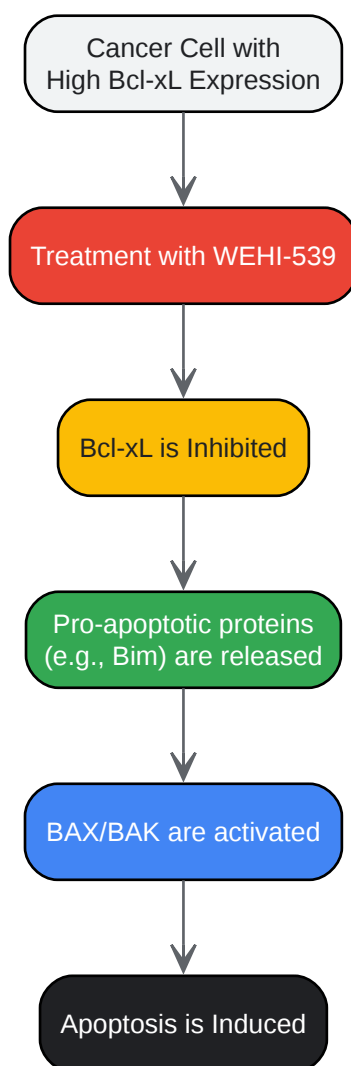 Cancer Cell with
High Bcl-xL Expression
Treatment with WEHI-539
Bcl-xL is Inhibited
Pro-apoptotic proteins
(e.g., Bim) are released
BAX/BAK are activated
Apoptosis is Induced